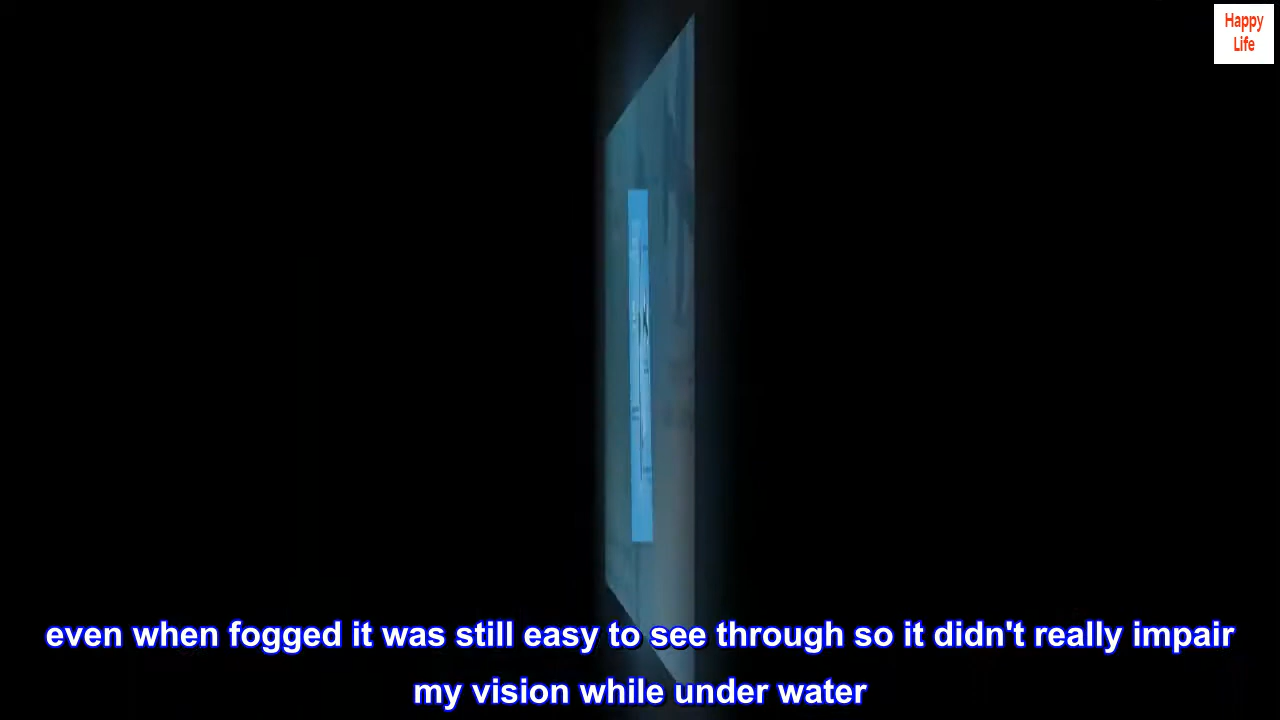 Happy
Life
even when fogged it was still easy to see through so it didn't really impair
my vision while under water